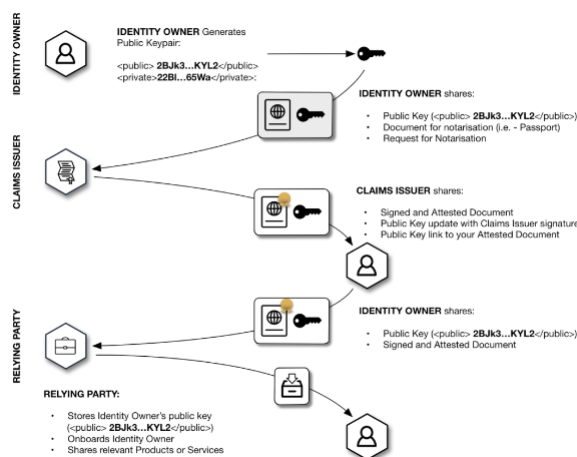 IDENTITY OWNER
IDENTITY OWNER Generates
Public Keypair:
<public> 2BJk3...KYL2</public>
<private>22Bl...65Wa</private>:
IDENTITY OWNER shares:
• Public Key (<public> 2BJk3...KYL2</public>)
• Document for notarisation (i.e. - Passport)
• Request for Notarisation
CLAIMS ISSUER
CLAIMS ISSUER shares:
• Signed and Attested Document
• Public Key update with Claims Issuer signature
• Public Key link to your Attested Document
IDENTITY OWNER shares:
• Public Key (<public> 2BJk3...KYL2</public>)
• Signed and Attested Document
RELYING PARTY
RELYING PARTY:
• Stores Identity Owner's public key
(<public> 2BJk3...KYL2</public>)
• Onboards Identity Owner
• Shares relevant Products or Services